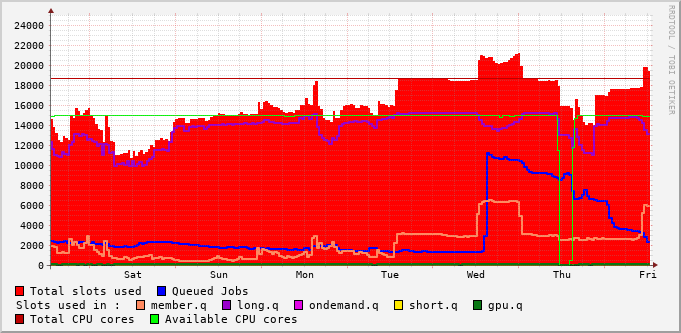 RRDTOOL / TOBI OETIKER
24000
22000
20000
18000
16000
14000
12000
10000
8000
6000
4000
2000
0
Sat Sun Mon Tue Wed Thu Fri
Total slots used Queued Jobs
Slots used in : member.q long.q ondemand.q short.q gpu.q
Total CPU cores Available CPU cores